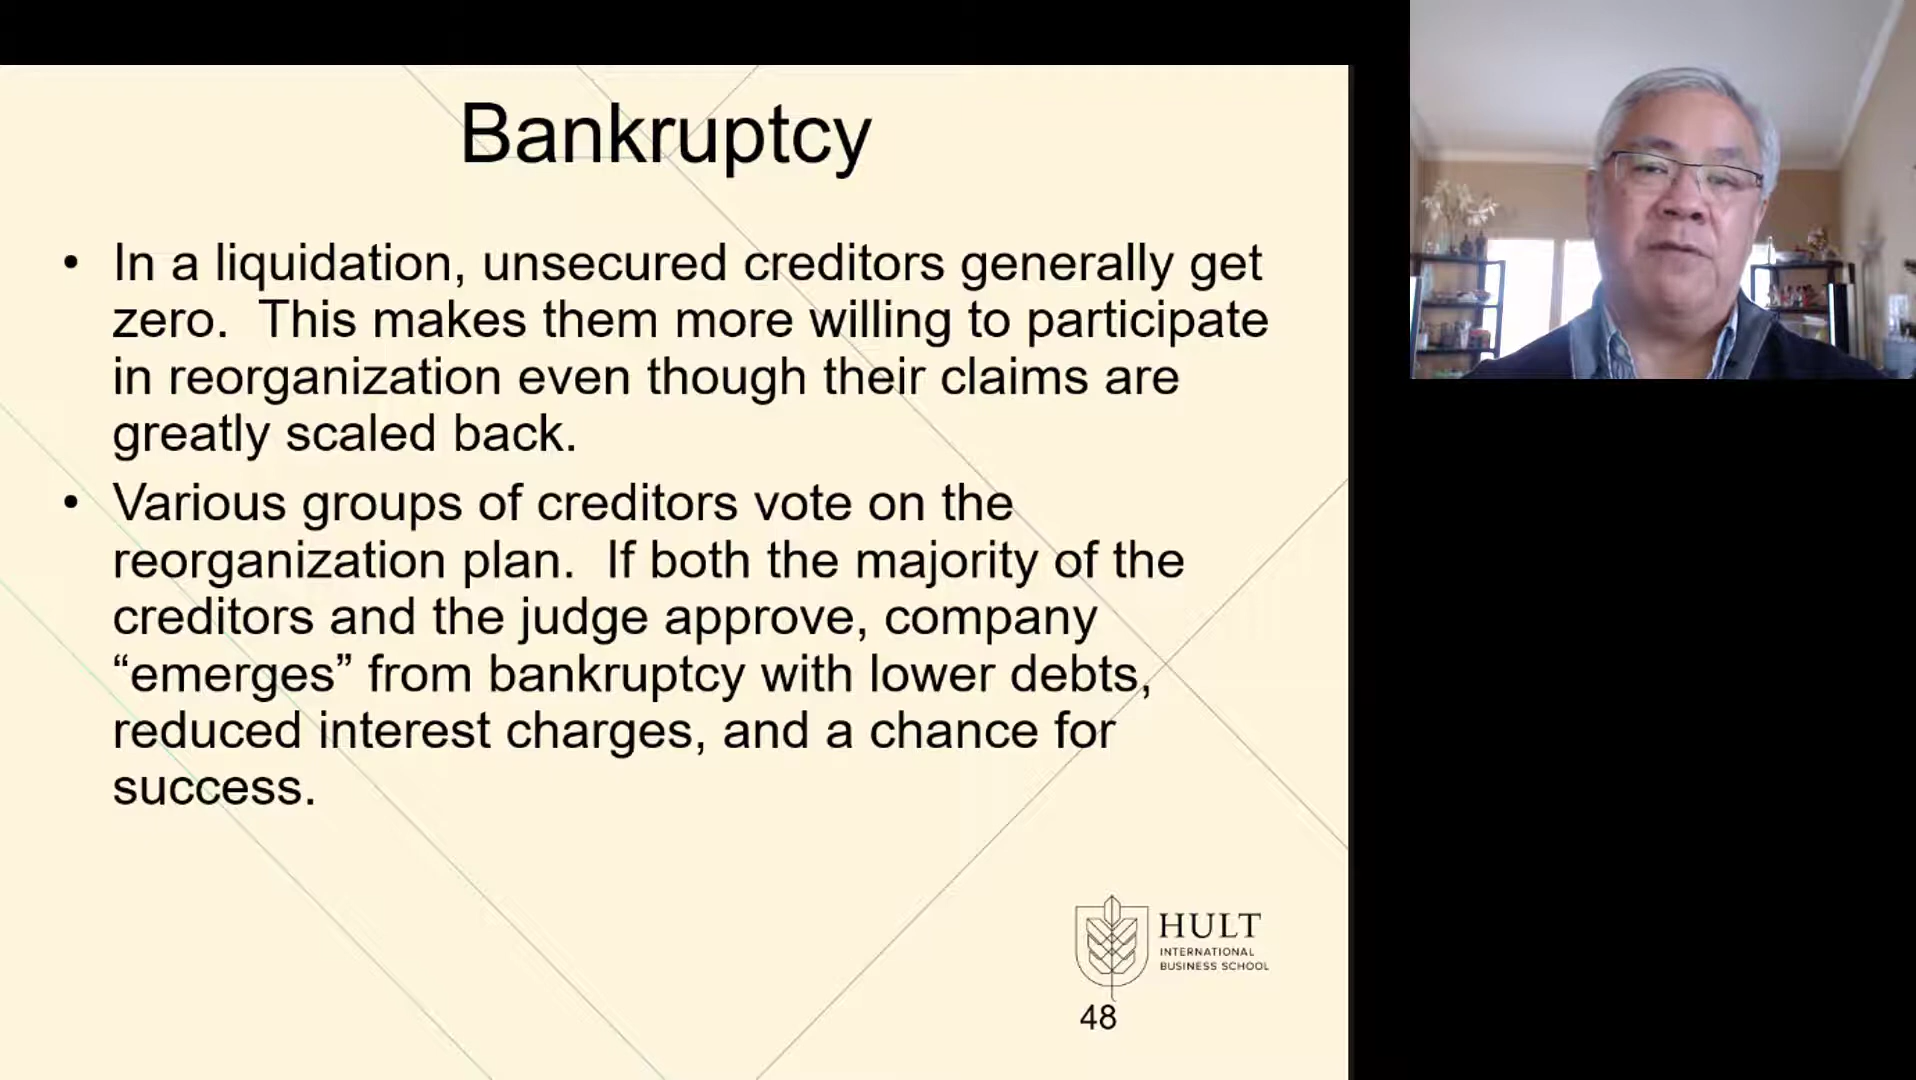 Bankruptcy
• In a liquidation, unsecured creditors generally get
zero.  This makes them more willing to participate
in reorganization even though their claims are
greatly scaled back.
• Various groups of creditors vote on the
reorganization plan.  If both the majority of the
creditors and the judge approve, company
“emerges” from bankruptcy with lower debts,
reduced interest charges, and a chance for
success.
HULT
INTERNATIONAL
BUSINESS SCHOOL
48